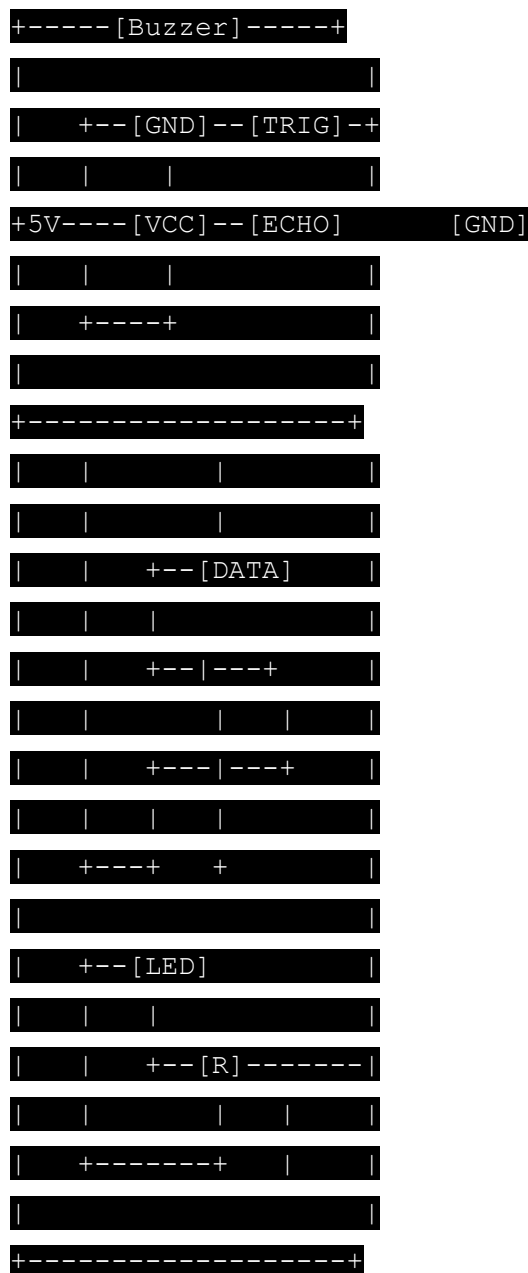 +-----[Buzzer]-----+
|                    |
|   +--[GND]--[TRIG]-+
|   |    |           |
+5V----[VCC]--[ECHO]      [GND]
|   |    |           |
|   +----+           |
|                    |
+-------------------+
|   |       |        |
|   |       |        |
|   |   +--[DATA]    |
|   |   |            |
|   |   +--|---+     |
|   |       |   |    |
|   |   +---|---+    |
|   |   |   |        |
|   +---+   +        |
|                    |
|   +--[LED]         |
|   |   |            |
|   |   +--[R]-------|
|   |       |   |    |
|   +-------+   |    |
|                    |
+-------------------+